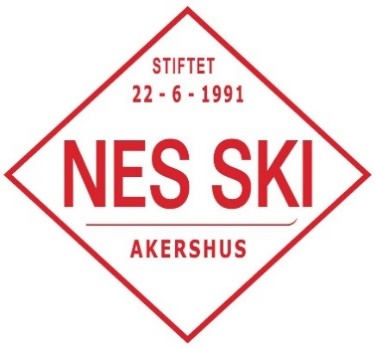 STIFTET
22 - 6 - 1991
NES SKI
AKERSHUS